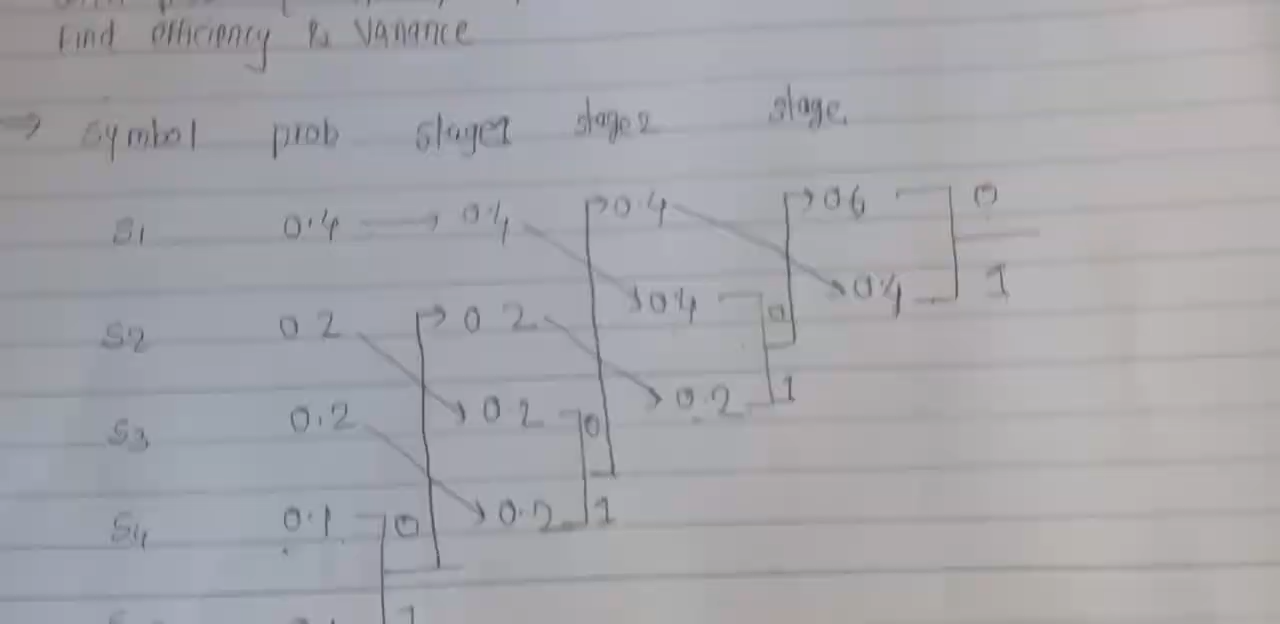 Find efficiency & Variance
→ symbol prob stage1 stage2 stage
S1 0.4 → 0.4 → 0.4 → 0.6 0
0.4 0.4 1
S2 0.2 → 0.2 0
0.2 1
S3 0.2 0.2 0
S4 0.1 0 0.2 1
1